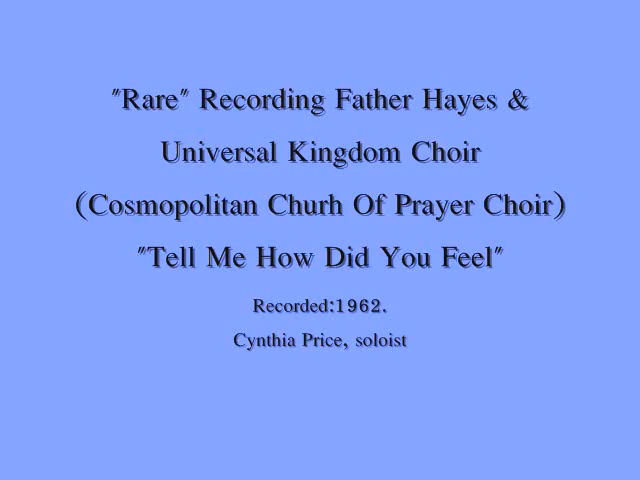 "Rare" Recording Father Hayes &
Universal Kingdom Choir
(Cosmopolitan Churh Of Prayer Choir)
"Tell Me How Did You Feel"
Recorded:1962.
Cynthia Price, soloist